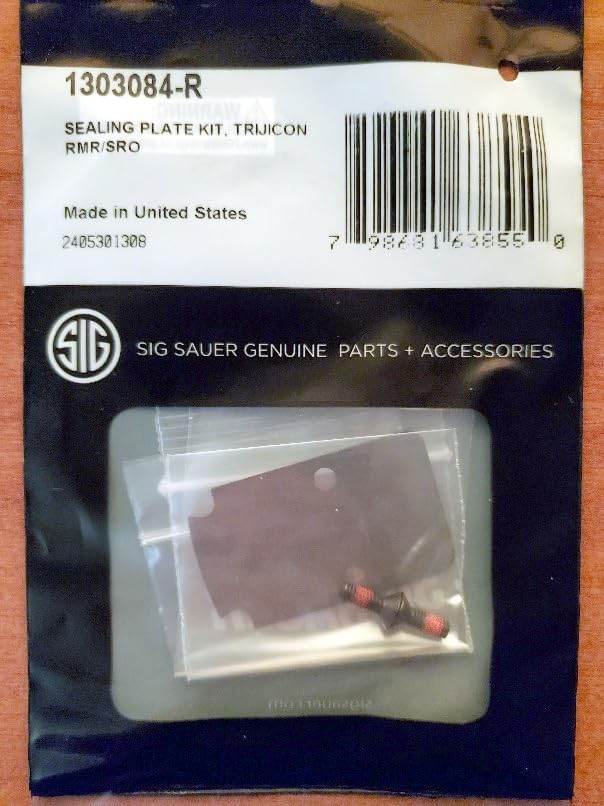 1303084-R
SEALING PLATE KIT, TRIJICON
RMR/SRO
Made in United States
2405301308
7 98681 63855 0
SIG
SIG SAUER GENUINE PARTS + ACCESSORIES
sigsauer.com